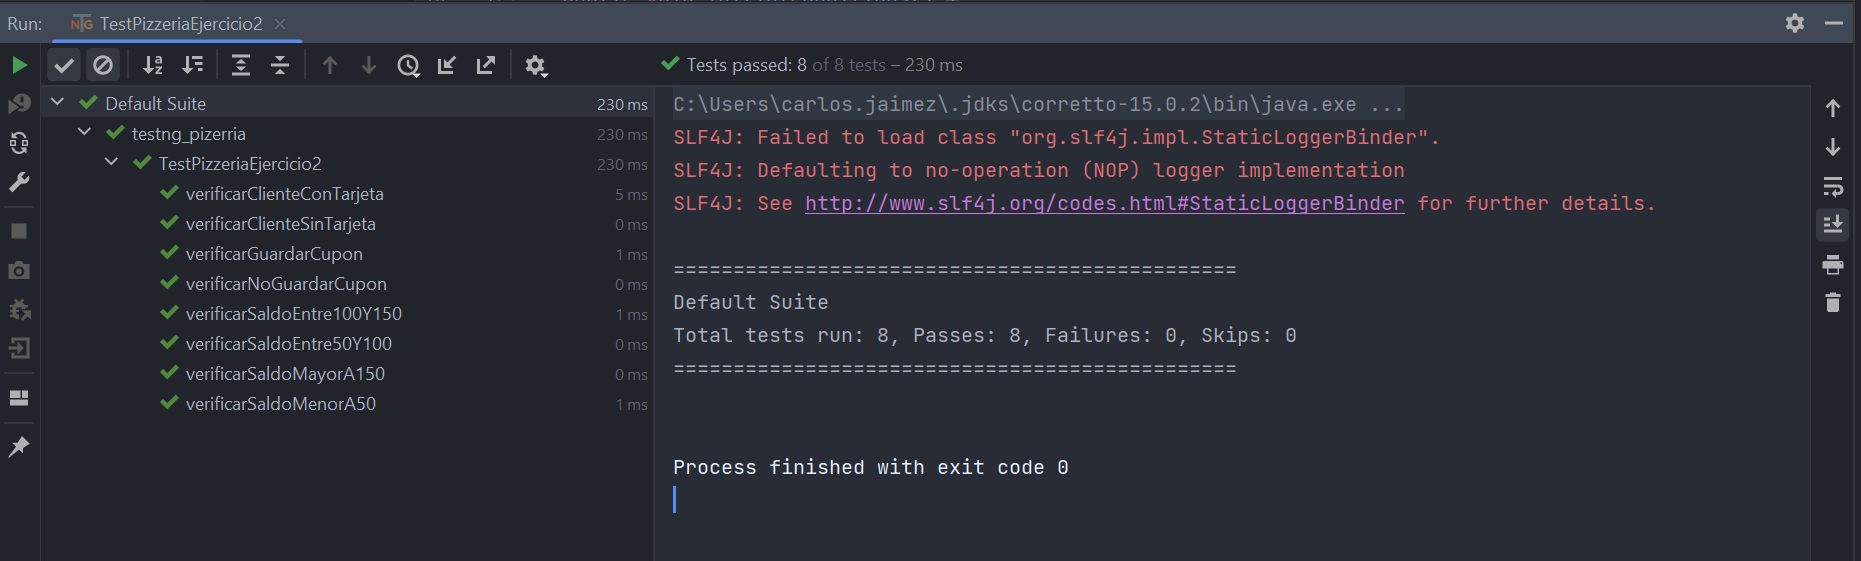 Run:
TestPizzeriaEjercicio2
Tests passed: 8 of 8 tests – 230 ms
Default Suite 230 ms
testng_pizerria 230 ms
TestPizzeriaEjercicio2 230 ms
verificarClienteConTarjeta 5 ms
verificarClienteSinTarjeta 0 ms
verificarGuardarCupon 1 ms
verificarNoGuardarCupon 0 ms
verificarSaldoEntre100Y150 1 ms
verificarSaldoEntre50Y100 0 ms
verificarSaldoMayorA150 0 ms
verificarSaldoMenorA50 1 ms
C:\Users\carlos.jaimez\.jdks\corretto-15.0.2\bin\java.exe ...
SLF4J: Failed to load class "org.slf4j.impl.StaticLoggerBinder".
SLF4J: Defaulting to no-operation (NOP) logger implementation
SLF4J: See http://www.slf4j.org/codes.html#StaticLoggerBinder for further details.
===============================================
Default Suite
Total tests run: 8, Passes: 8, Failures: 0, Skips: 0
===============================================
Process finished with exit code 0